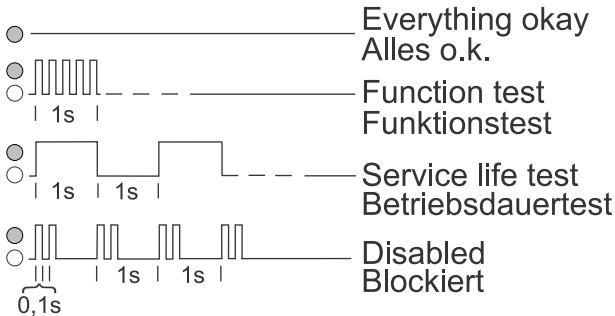 Everything okay
Alles o.k.
Function test
Funktionstest
1s
Service life test
Betriebsdauertest
1s 1s
Disabled
Blockiert
1s 1s
0,1s